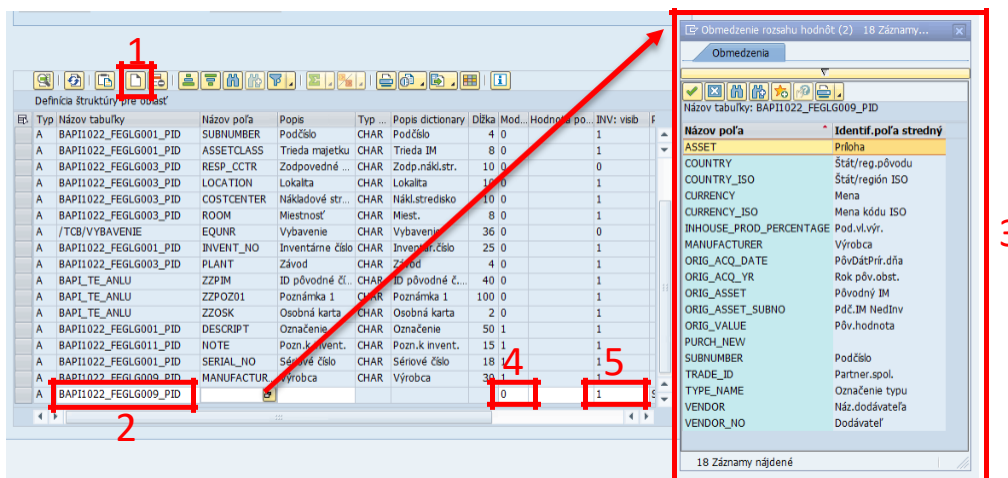 1
Definícia štruktúry pre oblasť
Typ Názov tabuľky Názov poľa Popis Typ ... Popis dictionary Dĺžka Mod... Hodnota po... INV: visib
A BAPI1022_FEGLG001_PID SUBNUMBER Podčíslo CHAR Podčíslo 4 0 1
A BAPI1022_FEGLG001_PID ASSETCLASS Trieda majetku CHAR Trieda IM 8 0 1
A BAPI1022_FEGLG003_PID RESP_CCTR Zodpovedné ... CHAR Zodp.nákl.str. 10 0 0
A BAPI1022_FEGLG003_PID LOCATION Lokalita CHAR Lokalita 10 0 1
A BAPI1022_FEGLG003_PID COSTCENTER Nákladové str... CHAR Nákl.stredisko 10 0 1
A BAPI1022_FEGLG003_PID ROOM Miestnosť CHAR Miest. 8 0 1
A /TCB/VYBAVENIE EQUNR Vybavenie CHAR Vybavenie 36 0 0
A BAPI1022_FEGLG001_PID INVENT_NO Inventárne číslo CHAR Inventár.číslo 25 0 1
A BAPI1022_FEGLG003_PID PLANT Závod CHAR Závod 4 0 1
A BAPI_TE_ANLU ZZPIM ID pôvodné čí... CHAR ID pôvodné č.... 40 0 1
A BAPI_TE_ANLU ZZPOZ01 Poznámka 1 CHAR Poznámka 1 100 0 1
A BAPI_TE_ANLU ZZOSK Osobná karta CHAR Osobná karta 2 0 1
A BAPI1022_FEGLG001_PID DESCRIPT Označenie CHAR Označenie 50 1 1
A BAPI1022_FEGLG011_PID NOTE Pozn.k invent. CHAR Pozn.k invent. 15 1 1
A BAPI1022_FEGLG001_PID SERIAL_NO Sériové číslo CHAR Sériové číslo 18 1 1
A BAPI1022_FEGLG009_PID MANUFACTUR... Výrobca CHAR Výrobca 30 1 1
A BAPI1022_FEGLG009_PID 0 1
2
4
5
Obmedzenie rozsahu hodnôt (2) 18 Záznamy...
Obmedzenia
Názov tabuľky: BAPI1022_FEGLG009_PID
Názov poľa Identif.poľa stredný
ASSET Príloha
COUNTRY Štát/reg.pôvodu
COUNTRY_ISO Štát/región ISO
CURRENCY Mena
CURRENCY_ISO Mena kódu ISO
INHOUSE_PROD_PERCENTAGE Pod.vl.výr.
MANUFACTURER Výrobca
ORIG_ACQ_DATE PôvDátPrír.dňa
ORIG_ACQ_YR Rok pôv.obst.
ORIG_ASSET Pôvodný IM
ORIG_ASSET_SUBNO Pdč.IM NedInv
ORIG_VALUE Pôv.hodnota
PURCH_NEW
SUBNUMBER Podčíslo
TRADE_ID Partner.spol.
TYPE_NAME Označenie typu
VENDOR Náz.dodávateľa
VENDOR_NO Dodávateľ
18 Záznamy nájdené
3